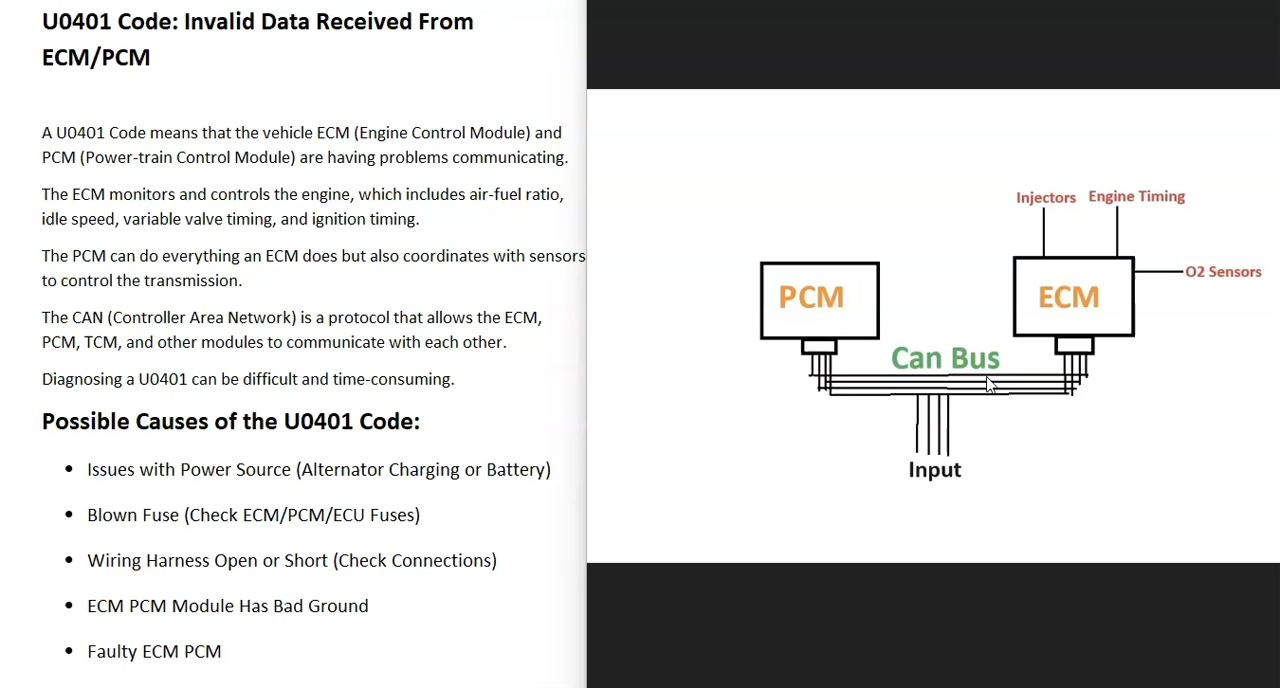 U0401 Code: Invalid Data Received From
ECM/PCM
A U0401 Code means that the vehicle ECM (Engine Control Module) and
PCM (Power-train Control Module) are having problems communicating.
The ECM monitors and controls the engine, which includes air-fuel ratio,
idle speed, variable valve timing, and ignition timing.
The PCM can do everything an ECM does but also coordinates with sensors
to control the transmission.
The CAN (Controller Area Network) is a protocol that allows the ECM,
PCM, TCM, and other modules to communicate with each other.
Diagnosing a U0401 can be difficult and time-consuming.
Possible Causes of the U0401 Code:
• Issues with Power Source (Alternator Charging or Battery)
• Blown Fuse (Check ECM/PCM/ECU Fuses)
• Wiring Harness Open or Short (Check Connections)
• ECM PCM Module Has Bad Ground
• Faulty ECM PCM
Injectors Engine Timing
O2 Sensors
PCM
ECM
Can Bus
Input